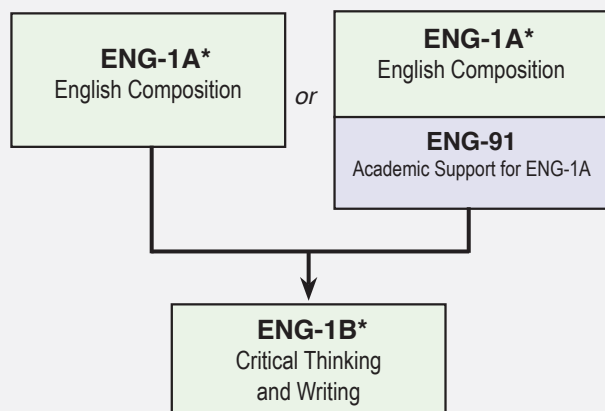 ENG-1A*
English Composition
or
ENG-1A*
English Composition
ENG-91
Academic Support for ENG-1A
ENG-1B*
Critical Thinking
and Writing